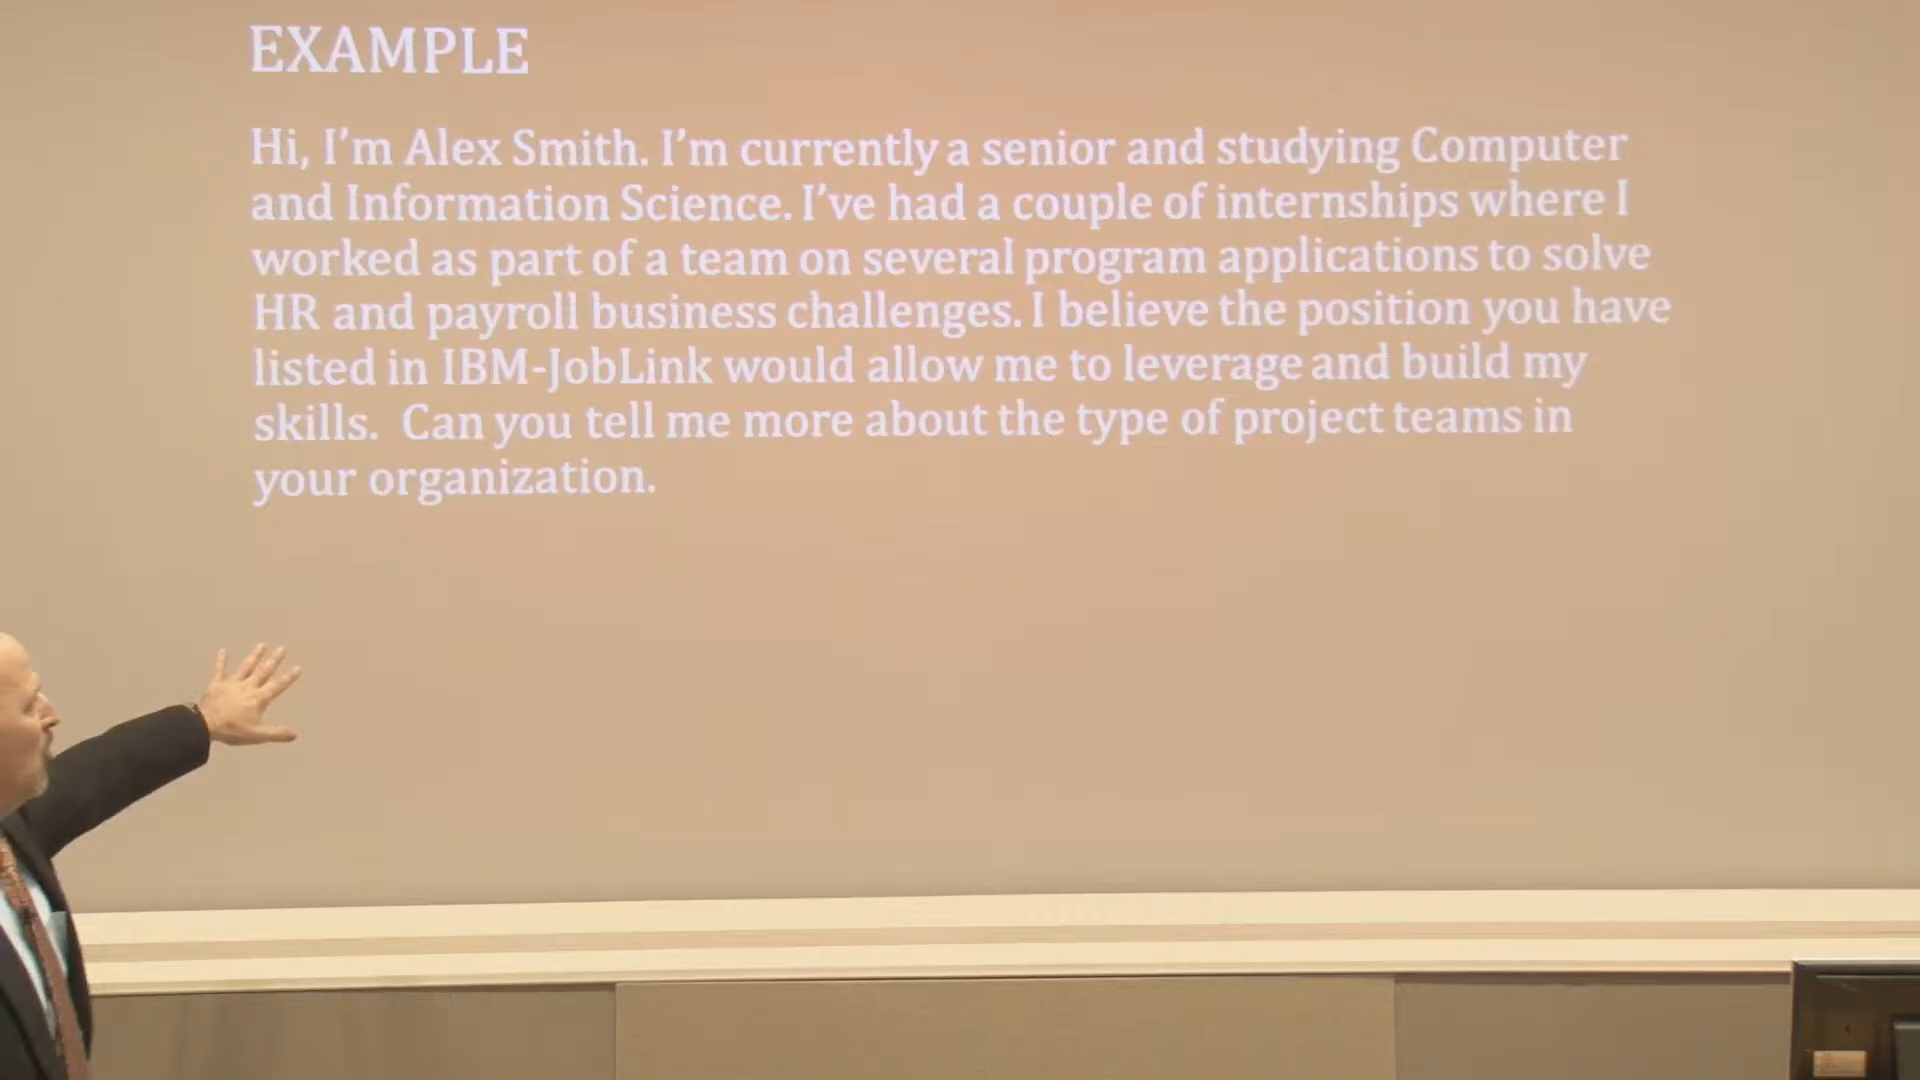 EXAMPLE
Hi, I’m Alex Smith. I’m currently a senior and studying Computer
and Information Science. I’ve had a couple of internships where I
worked as part of a team on several program applications to solve
HR and payroll business challenges. I believe the position you have
listed in IBM-JobLink would allow me to leverage and build my
skills.  Can you tell me more about the type of project teams in
your organization.